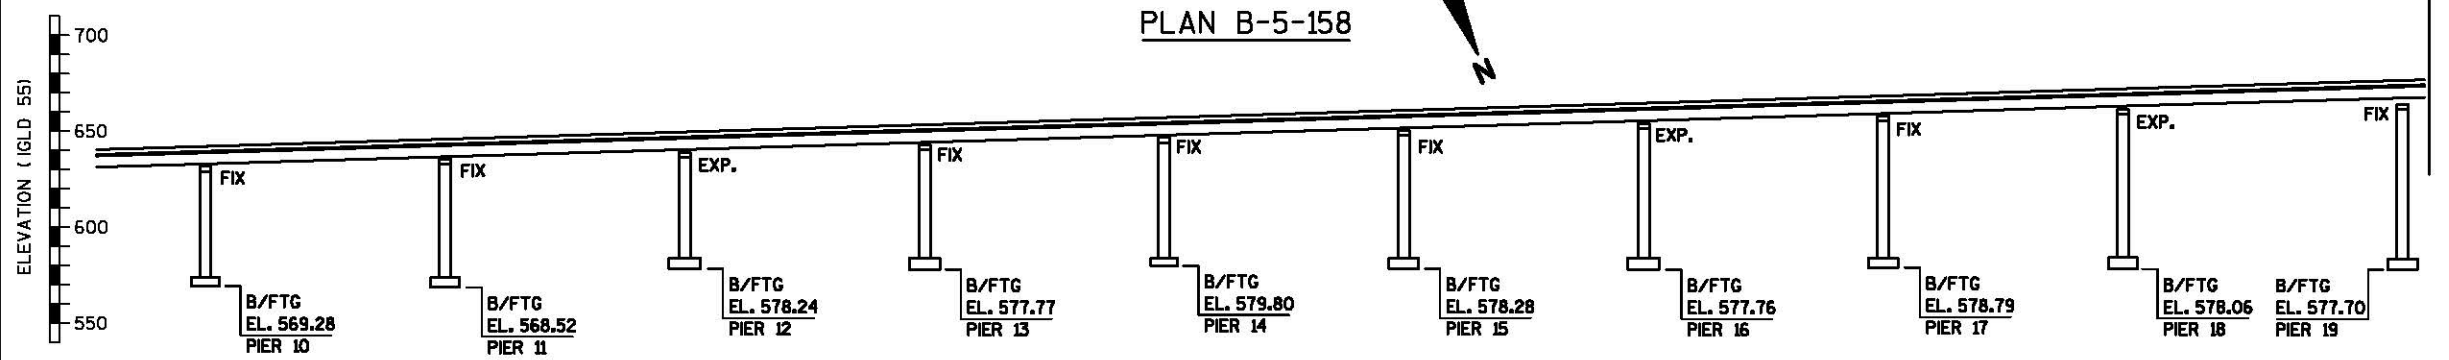 PLAN B-5-158
N
ELEVATION ( IGLD 55)
700
650
600
550
FIX
FIX
EXP.
FIX
FIX
FIX
EXP.
FIX
EXP.
FIX
B/FTG
EL. 569.28
PIER 10
B/FTG
EL. 568.52
PIER 11
B/FTG
EL. 578.24
PIER 12
B/FTG
EL. 577.77
PIER 13
B/FTG
EL. 579.80
PIER 14
B/FTG
EL. 578.28
PIER 15
B/FTG
EL. 577.76
PIER 16
B/FTG
EL. 578.79
PIER 17
B/FTG
EL. 578.06
PIER 18
B/FTG
EL. 577.70
PIER 19